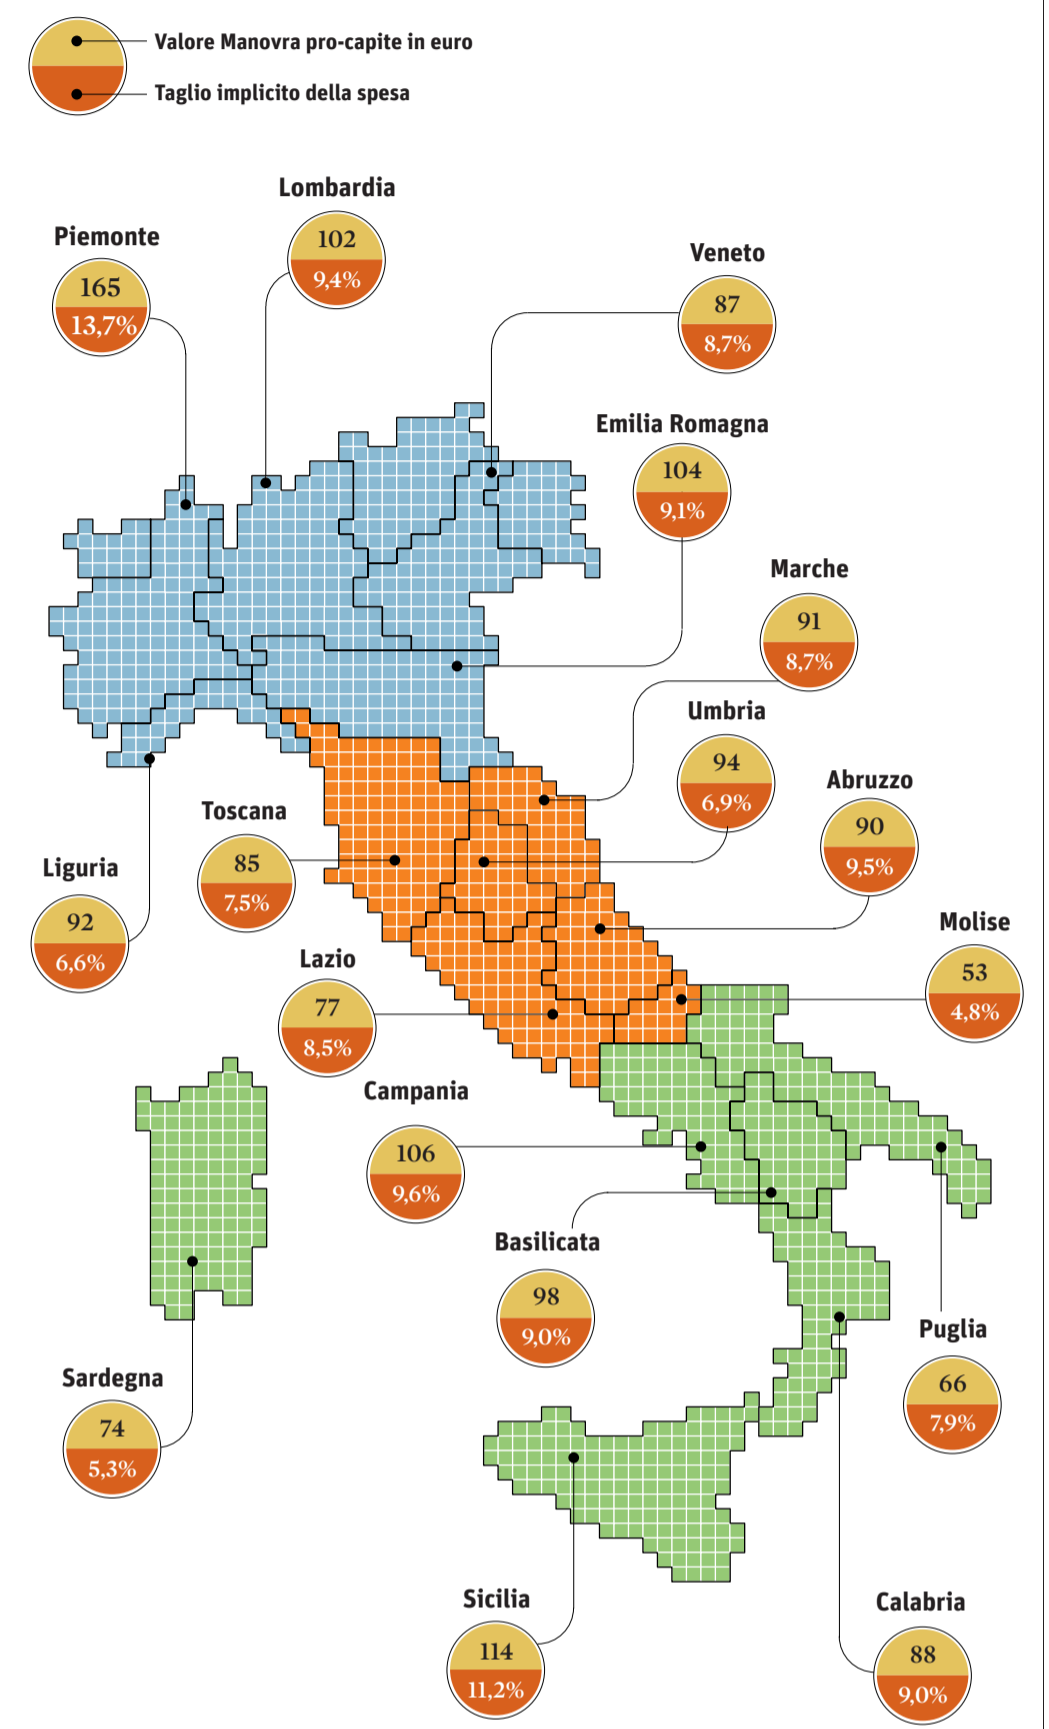 Valore Manovra pro-capite in euro
Taglio implicito della spesa
Lombardia
102
9,4%
Piemonte
165
13,7%
Veneto
87
8,7%
Emilia Romagna
104
9,1%
Marche
91
8,7%
Umbria
94
6,9%
Abruzzo
90
9,5%
Toscana
85
7,5%
Liguria
92
6,6%
Molise
53
4,8%
Lazio
77
8,5%
Campania
106
9,6%
Basilicata
98
9,0%
Puglia
66
7,9%
Sardegna
74
5,3%
Sicilia
114
11,2%
Calabria
88
9,0%